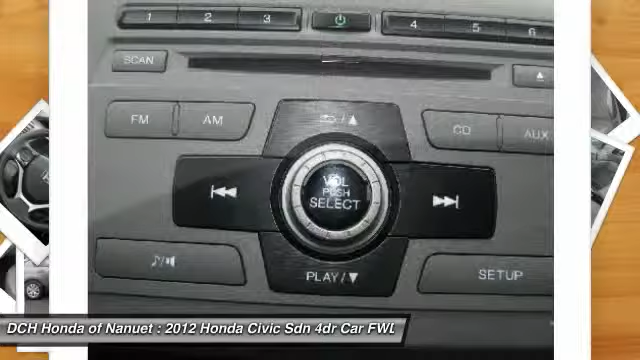 1 2 3 4 5 6
SCAN
FM AM CD AUX
VOL
PUSH
SELECT
PLAY/
SETUP
DCH Honda of Nanuet : 2012 Honda Civic Sdn 4dr Car FWD